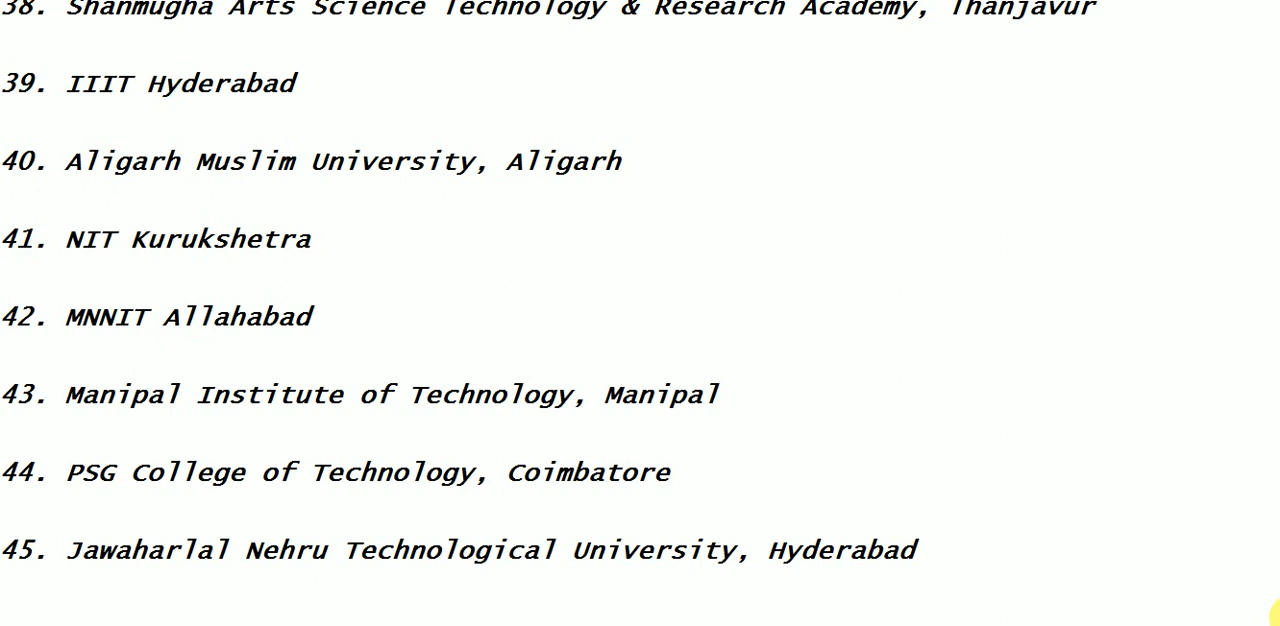 38. Shanmugha Arts Science Technology & Research Academy, Thanjavur
39. IIIT Hyderabad
40. Aligarh Muslim University, Aligarh
41. NIT Kurukshetra
42. MNNIT Allahabad
43. Manipal Institute of Technology, Manipal
44. PSG College of Technology, Coimbatore
45. Jawaharlal Nehru Technological University, Hyderabad